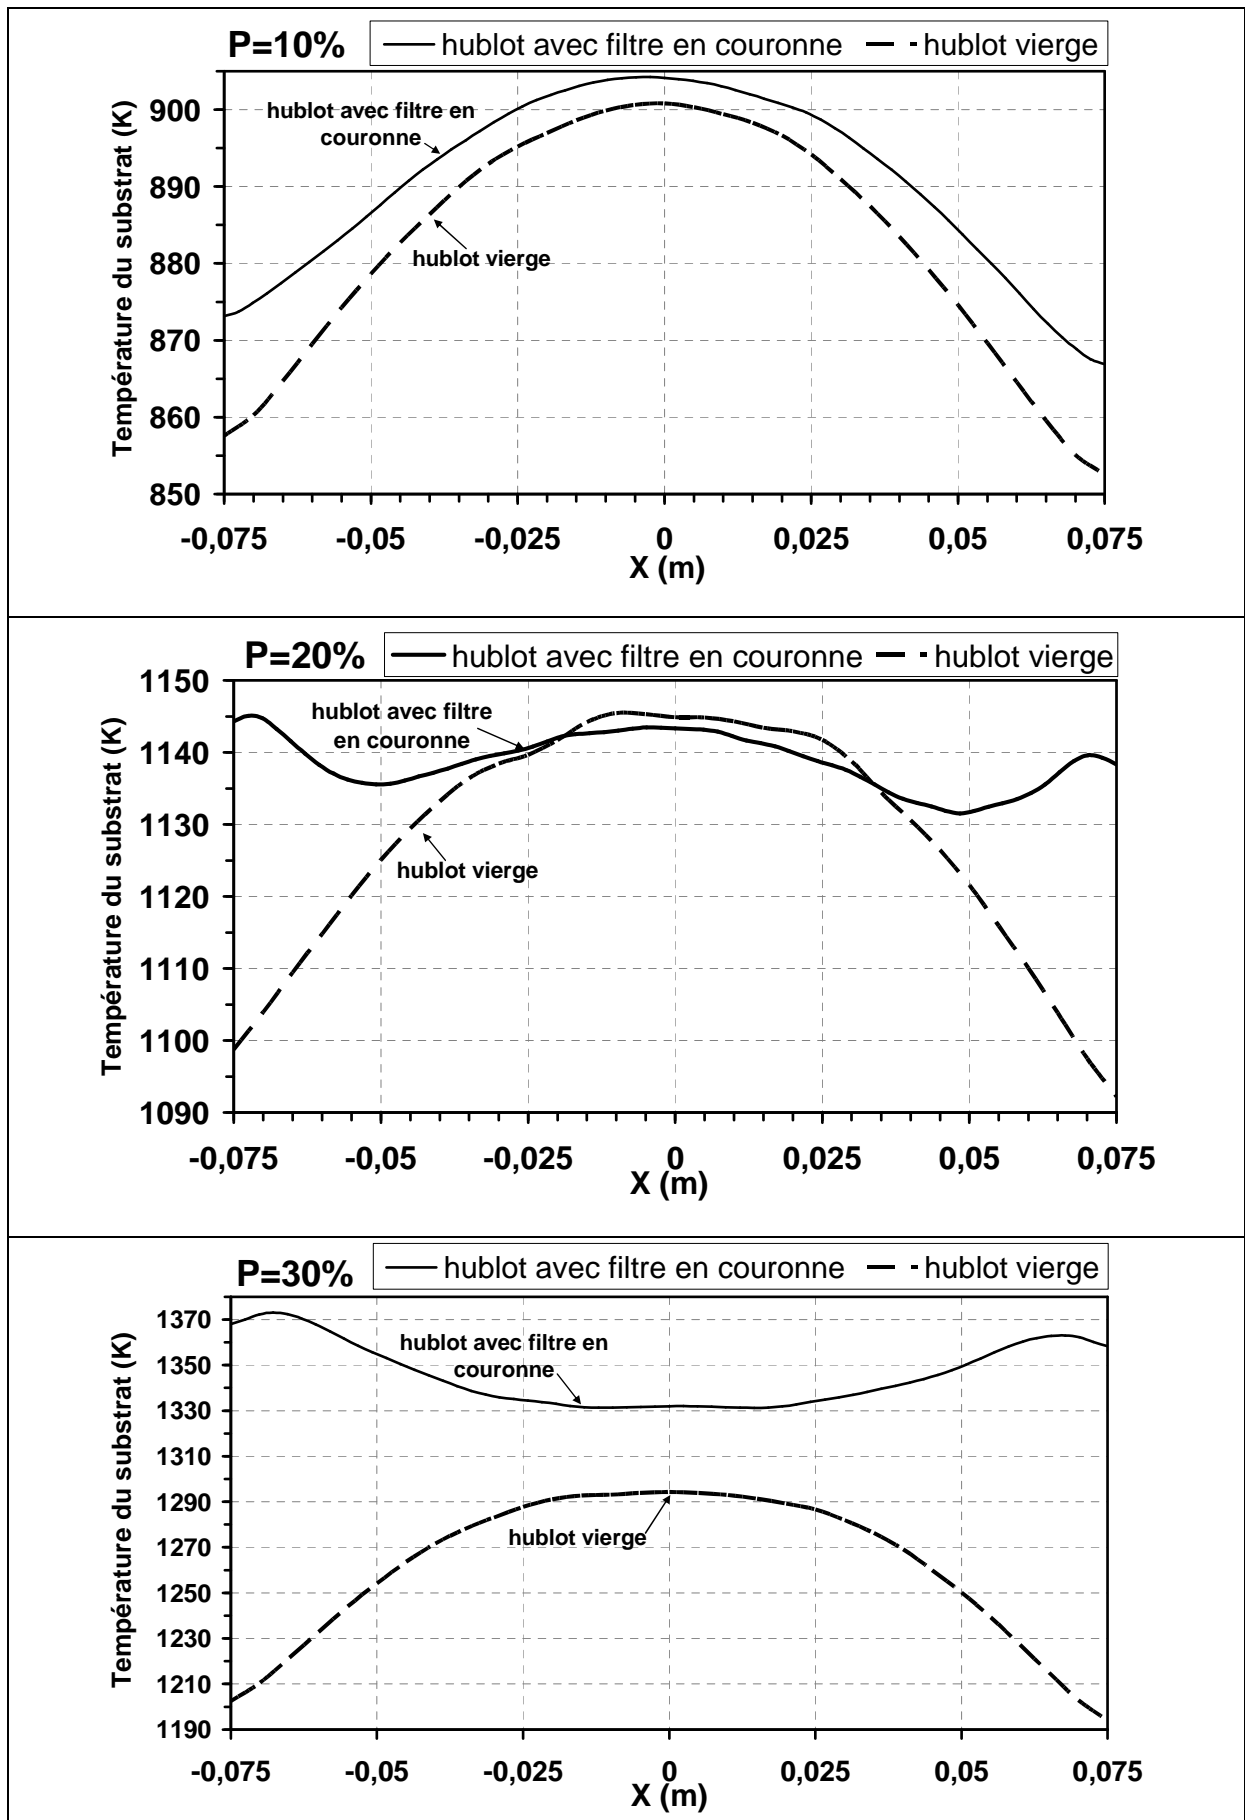 P=10%
hublot avec filtre en couronne
hublot vierge
Température du substrat (K)
900
890
880
870
860
850
hublot avec filtre en
couronne
hublot vierge
-0,075
-0,05
-0,025
0
0,025
0,05
0,075
X (m)
P=20%
hublot avec filtre en couronne
hublot vierge
Température du substrat (K)
1150
1140
1130
1120
1110
1100
1090
hublot avec filtre
en couronne
hublot vierge
-0,075
-0,05
-0,025
0
0,025
0,05
0,075
X (m)
P=30%
hublot avec filtre en couronne
hublot vierge
Température du substrat (K)
1370
1350
1330
1310
1290
1270
1250
1230
1210
1190
hublot avec filtre en
couronne
hublot vierge
-0,075
-0,05
-0,025
0
0,025
0,05
0,075
X (m)